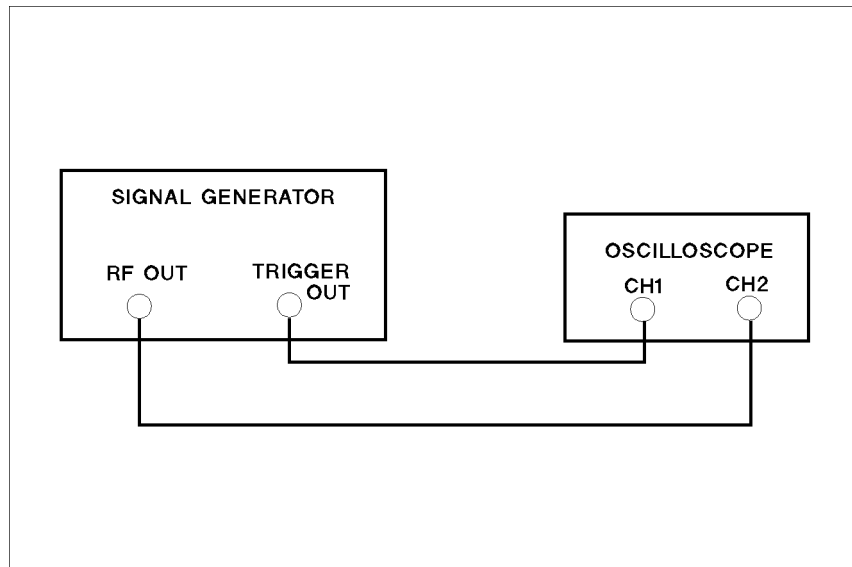 SIGNAL GENERATOR
RF OUT
TRIGGER
OUT
OSCILLOSCOPE
CH1
CH2